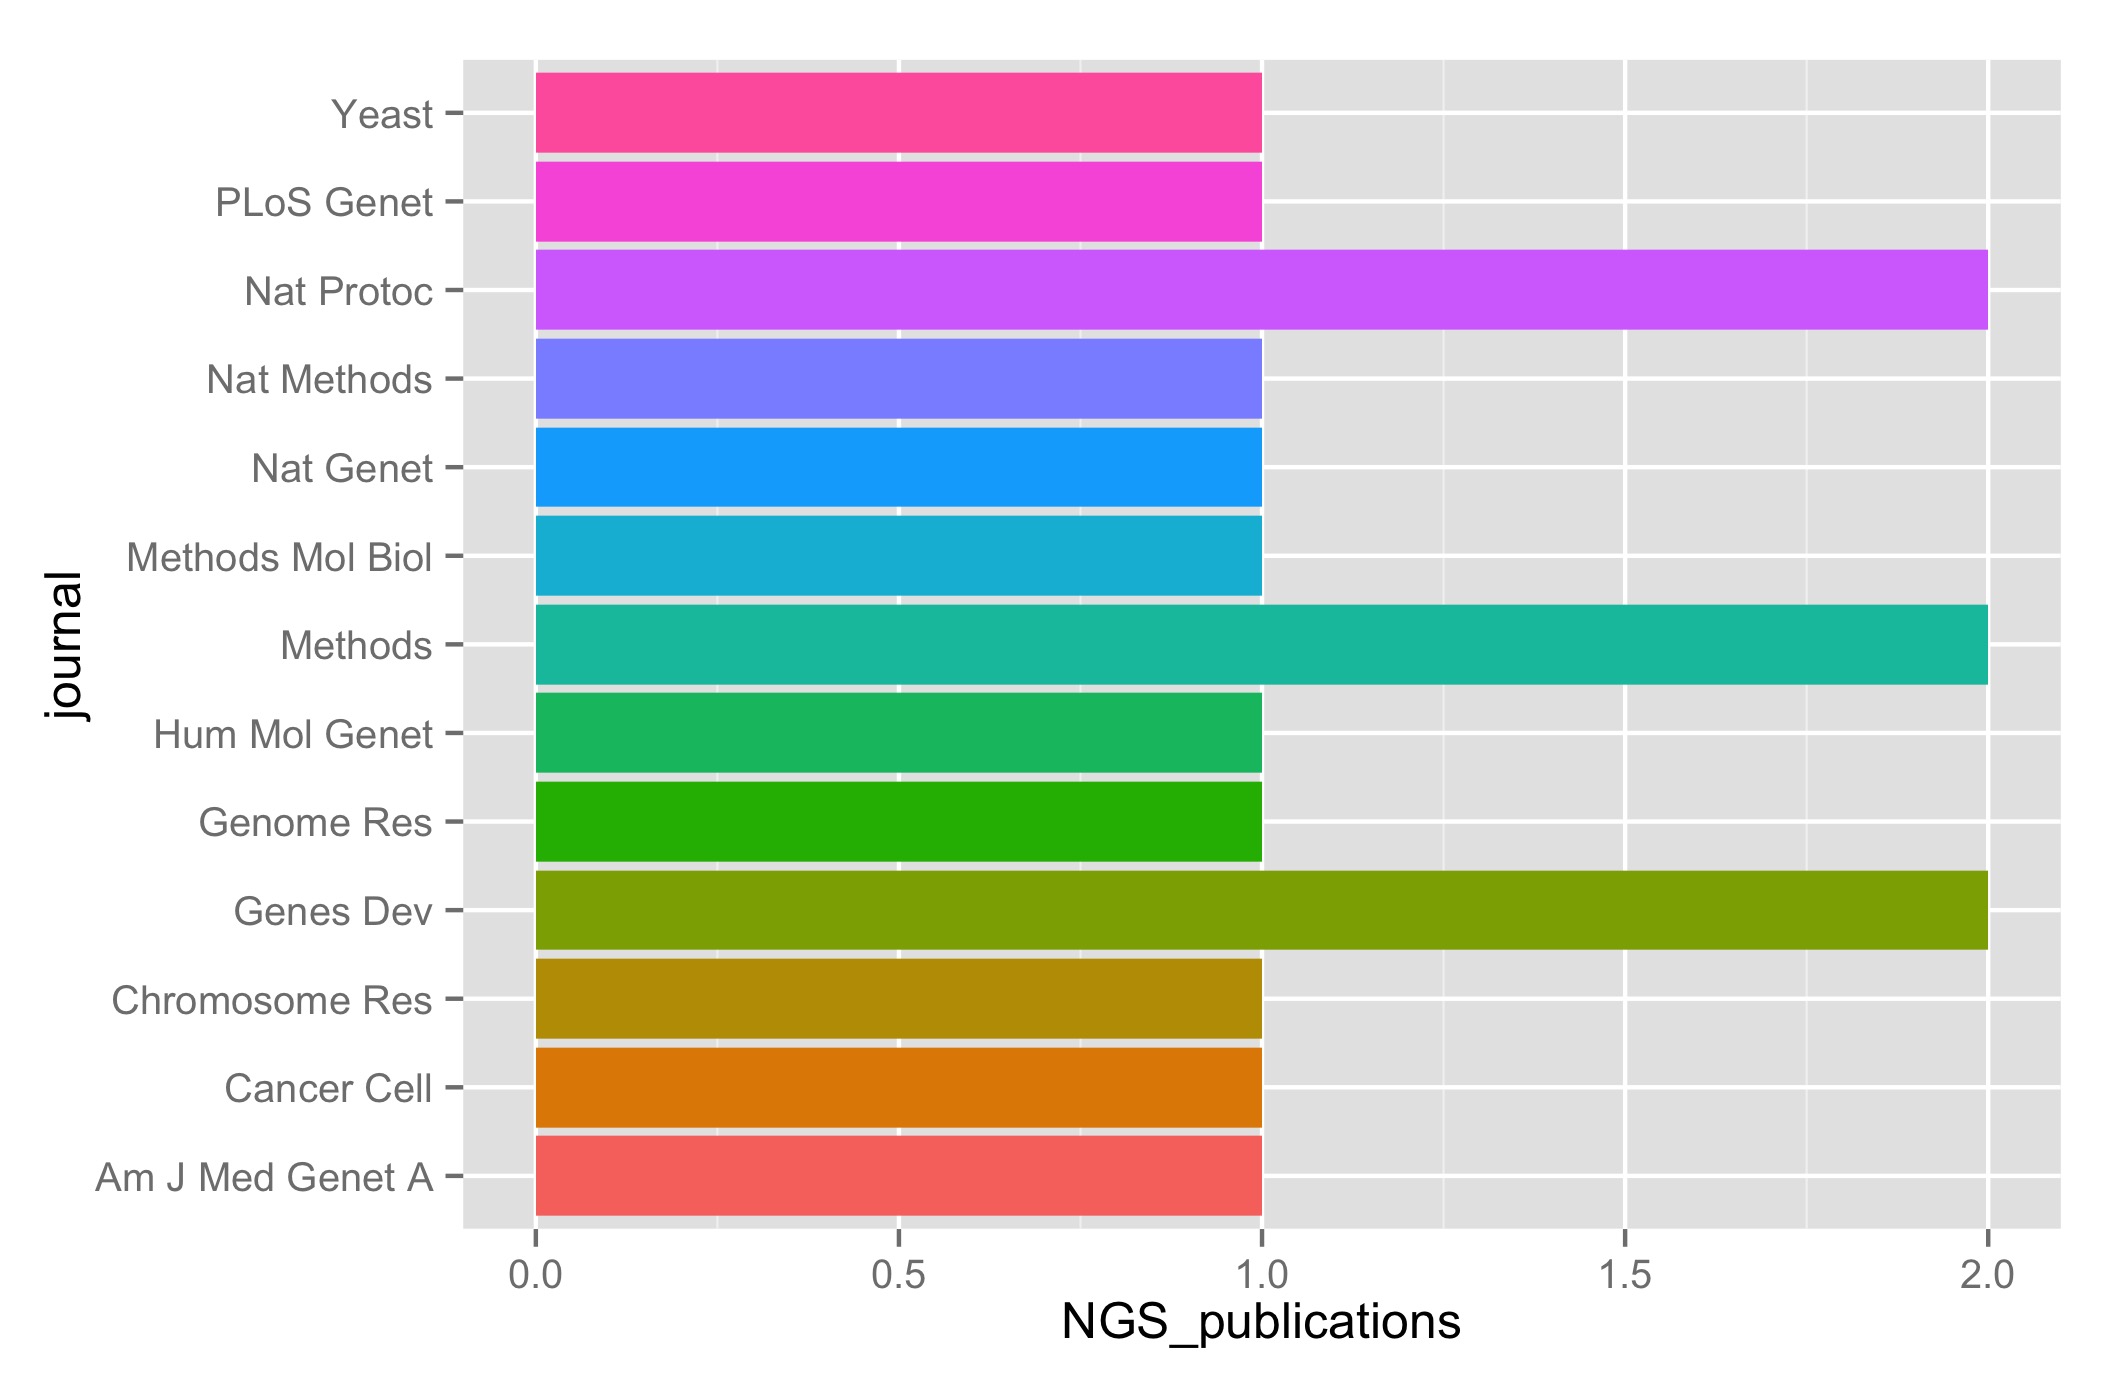 Yeast
PLoS Genet
Nat Protoc
Nat Methods
Nat Genet
Methods Mol Biol
Methods
Hum Mol Genet
Genome Res
Genes Dev
Chromosome Res
Cancer Cell
Am J Med Genet A
journal
0.0 0.5 1.0 1.5 2.0
NGS_publications